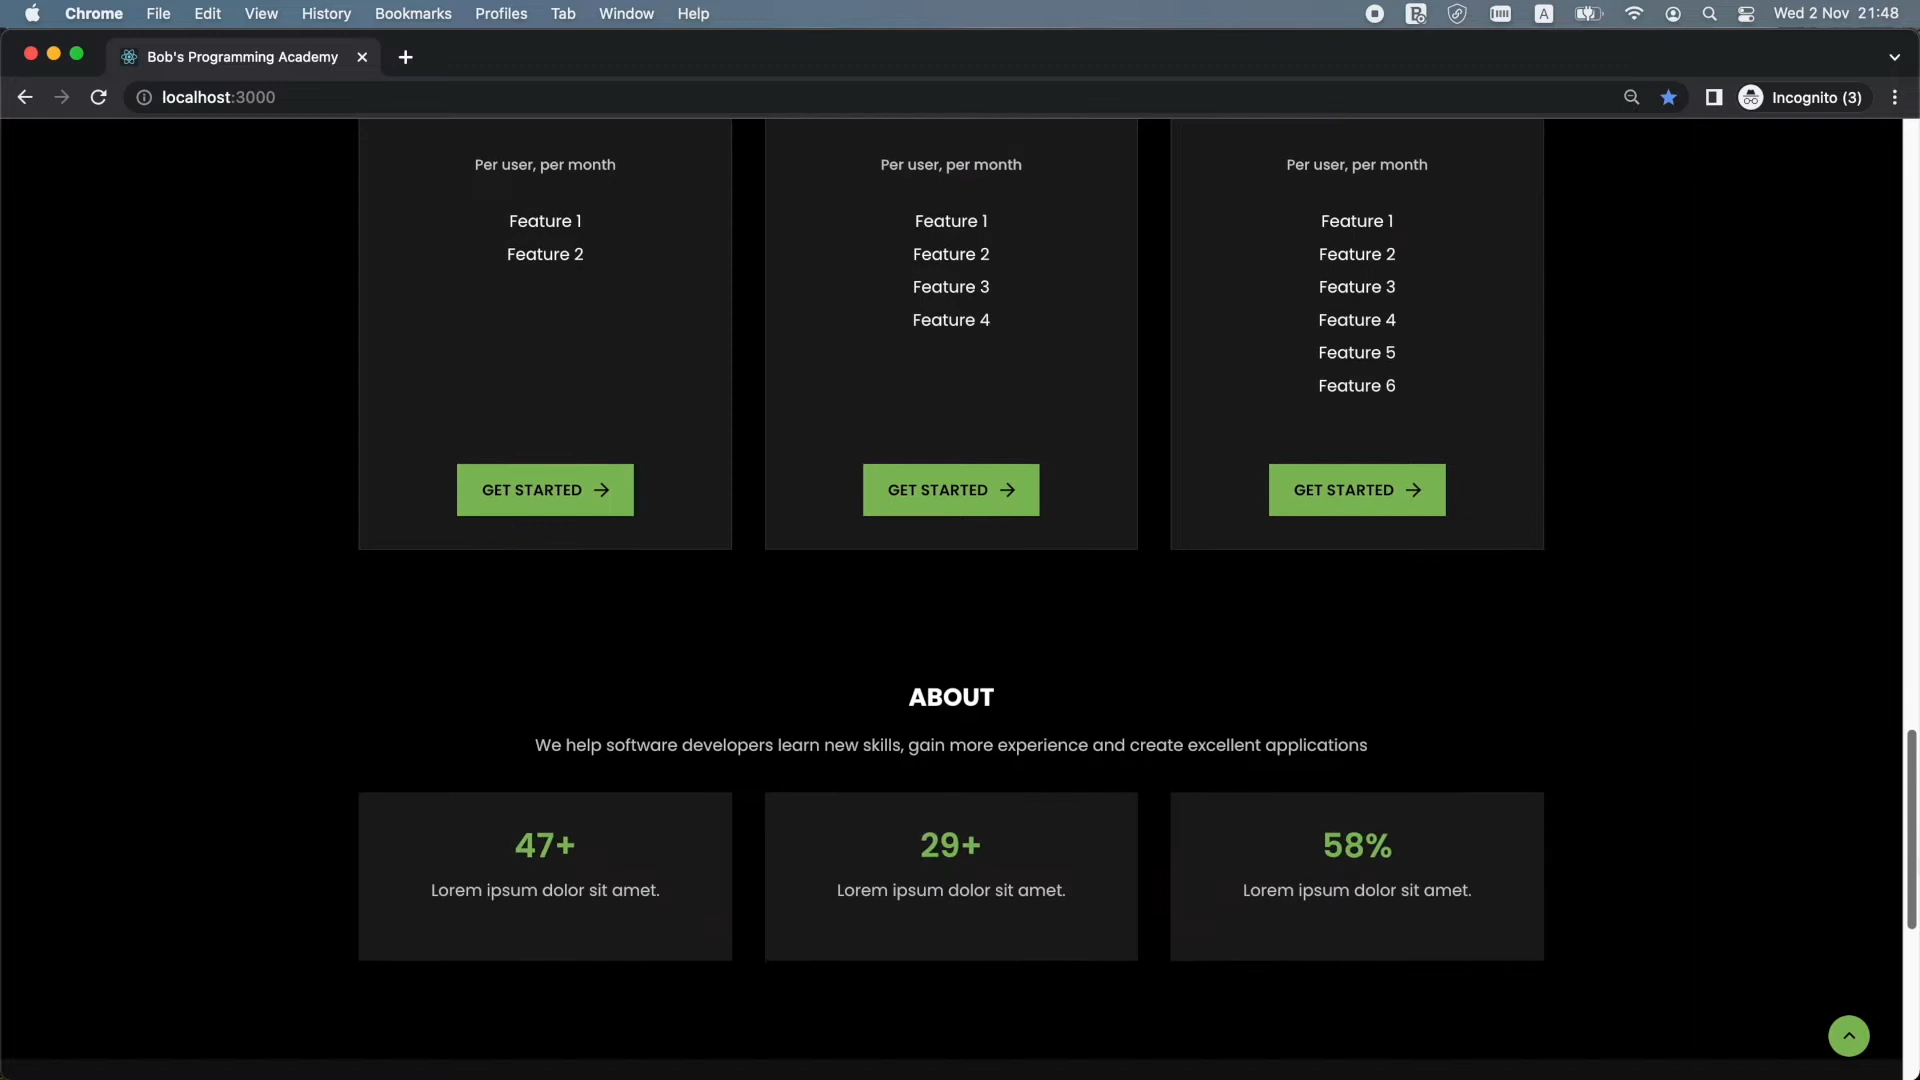 Chrome File Edit View History Bookmarks Profiles Tab Window Help A Wed 2 Nov 21:48
Bob's Programming Academy
localhost:3000 Incognito (3)
Per user, per month
Feature 1
Feature 2
GET STARTED
Per user, per month
Feature 1
Feature 2
Feature 3
Feature 4
GET STARTED
Per user, per month
Feature 1
Feature 2
Feature 3
Feature 4
Feature 5
Feature 6
GET STARTED
ABOUT
We help software developers learn new skills, gain more experience and create excellent applications
47+
Lorem ipsum dolor sit amet.
29+
Lorem ipsum dolor sit amet.
58%
Lorem ipsum dolor sit amet.